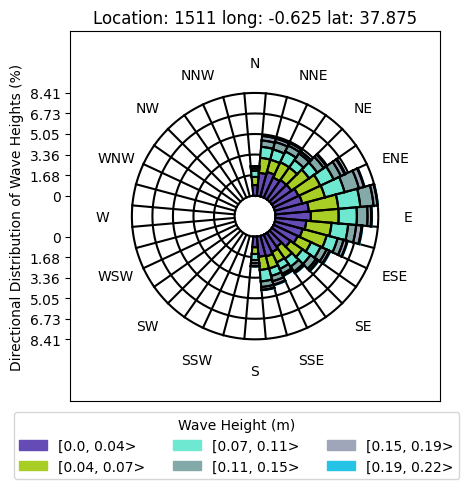 Location: 1511 long: -0.625 lat: 37.875
Directional Distribution of Wave Heights (%)
8.41
6.73
5.05
3.36
1.68
0
0
1.68
3.36
5.05
6.73
8.41
N
NNE
NE
ENE
E
ESE
SE
SSE
S
SSW
SW
WSW
W
WNW
NW
NNW
Wave Height (m)
[0.0, 0.04>
[0.04, 0.07>
[0.07, 0.11>
[0.11, 0.15>
[0.15, 0.19>
[0.19, 0.22>